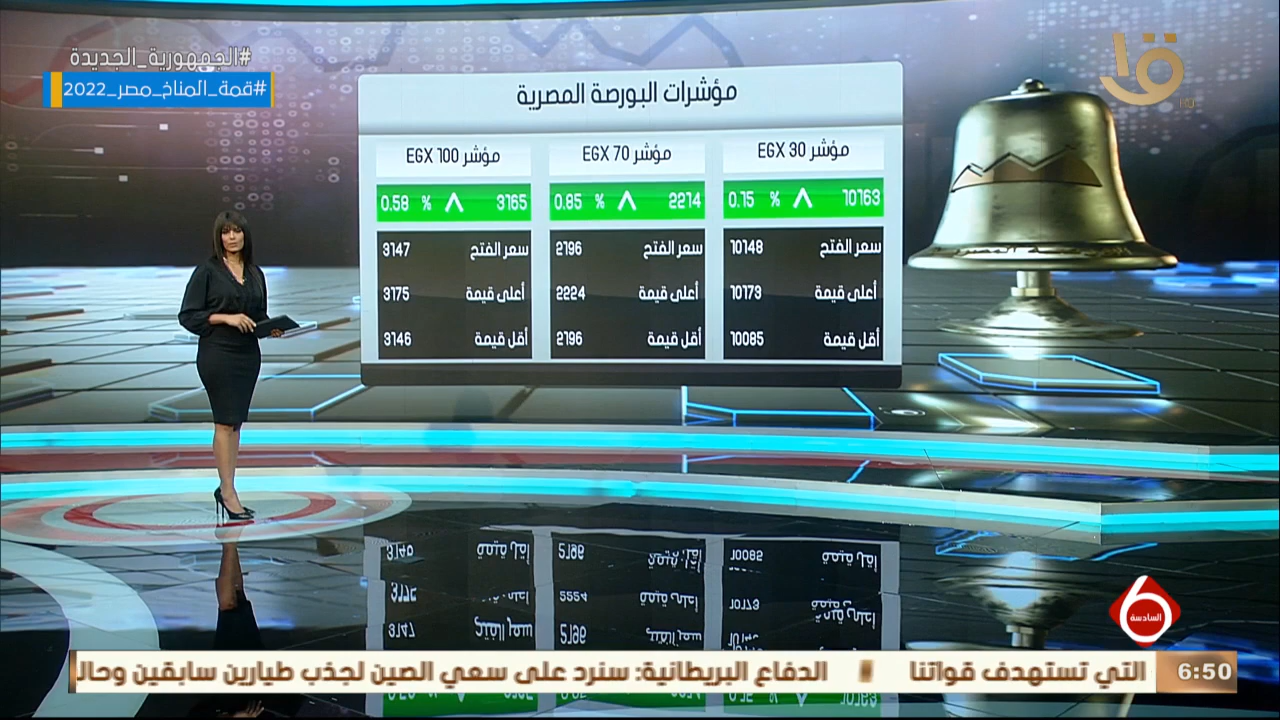 #الجمهورية_الجديدة
#قمة_المناخ_مصر_2022
مؤشرات البورصة المصرية
مؤشر EGX 30
10163 % 0.15
سعر الفتح 10148
أعلى قيمة 10173
أقل قيمة 10085
مؤشر EGX 70
2214 % 0.85
سعر الفتح 2196
أعلى قيمة 2224
أقل قيمة 2196
مؤشر EGX 100
3165 % 0.58
سعر الفتح 3147
أعلى قيمة 3175
أقل قيمة 3146
السادسة
6:50
التي تستهدف قواتنا
الدفاع البريطانية: سنرد على سعي الصين لجذب طيارين سابقين وحال